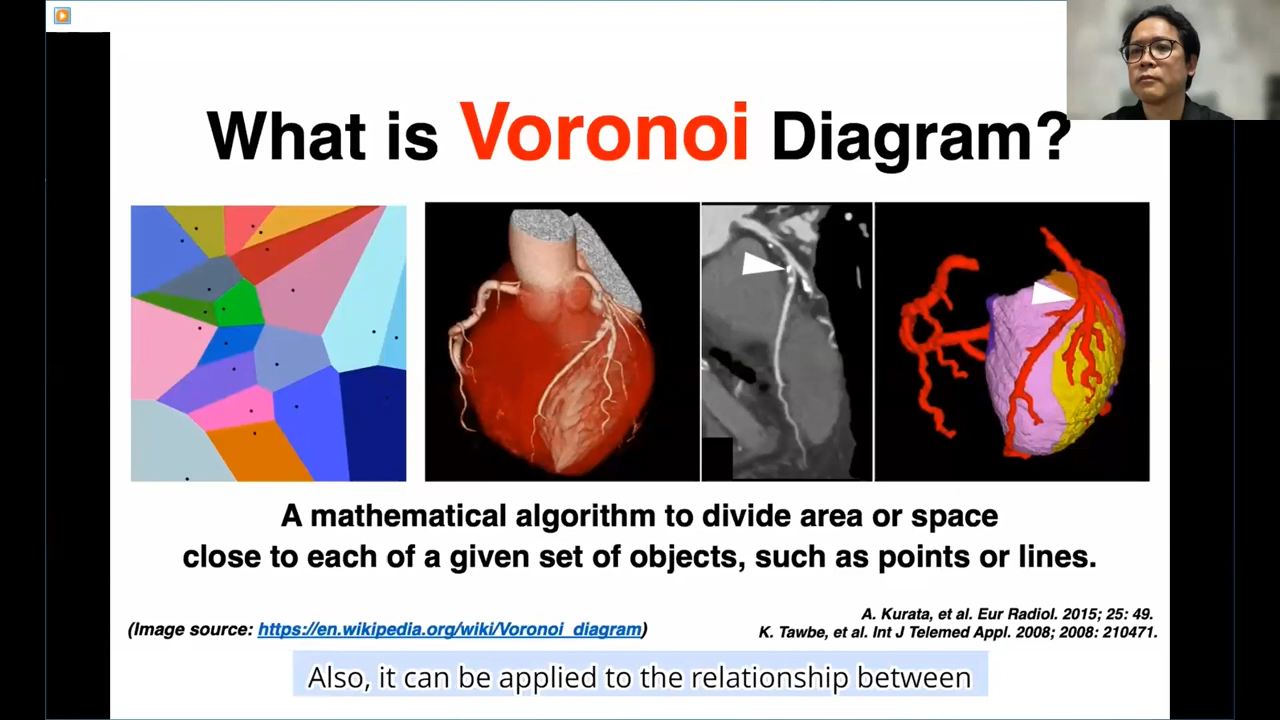 What is Voronoi Diagram?
A mathematical algorithm to divide area or space
close to each of a given set of objects, such as points or lines.
(Image source: https://en.wikipedia.org/wiki/Voronoi_diagram)
A. Kurata, et al. Eur Radiol. 2015; 25: 49.
K. Tawbe, et al. Int J Telemed Appl. 2008; 2008: 210471.
Also, it can be applied to the relationship between